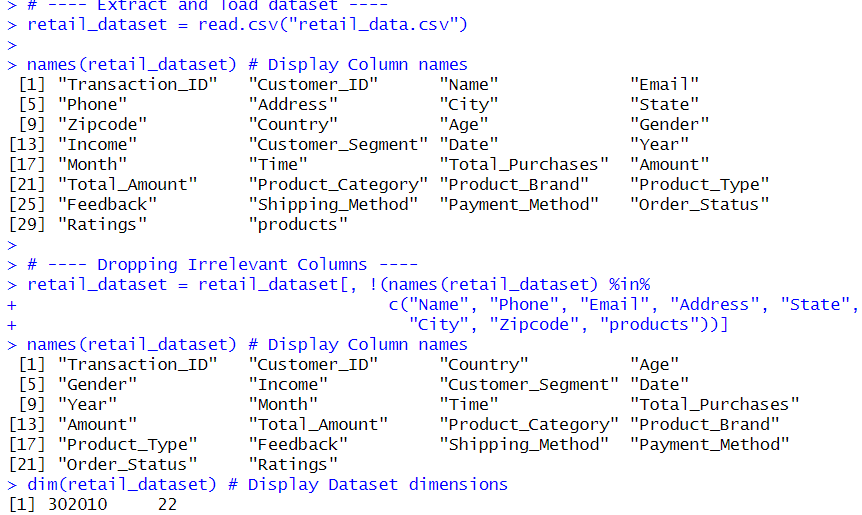 > # ---- Extract and load dataset ----
> retail_dataset = read.csv("retail_data.csv")
>
> names(retail_dataset) # Display Column names
 [1] "Transaction_ID"   "Customer_ID"      "Name"             "Email"
 [5] "Phone"            "Address"          "City"             "State"
 [9] "Zipcode"          "Country"          "Age"              "Gender"
[13] "Income"           "Customer_Segment" "Date"             "Year"
[17] "Month"            "Time"             "Total_Purchases"  "Amount"
[21] "Total_Amount"     "Product_Category" "Product_Brand"    "Product_Type"
[25] "Feedback"         "Shipping_Method"  "Payment_Method"   "Order_Status"
[29] "Ratings"          "products"
>
> # ---- Dropping Irrelevant Columns ----
> retail_dataset = retail_dataset[, !(names(retail_dataset) %in%
+                                     c("Name", "Phone", "Email", "Address", "State",
+                                       "City", "Zipcode", "products"))]
> names(retail_dataset) # Display Column names
 [1] "Transaction_ID"   "Customer_ID"      "Country"          "Age"
 [5] "Gender"           "Income"           "Customer_Segment" "Date"
 [9] "Year"             "Month"            "Time"             "Total_Purchases"
[13] "Amount"           "Total_Amount"     "Product_Category" "Product_Brand"
[17] "Product_Type"     "Feedback"         "Shipping_Method"  "Payment_Method"
[21] "Order_Status"     "Ratings"
> dim(retail_dataset) # Display Dataset dimensions
[1] 302010     22